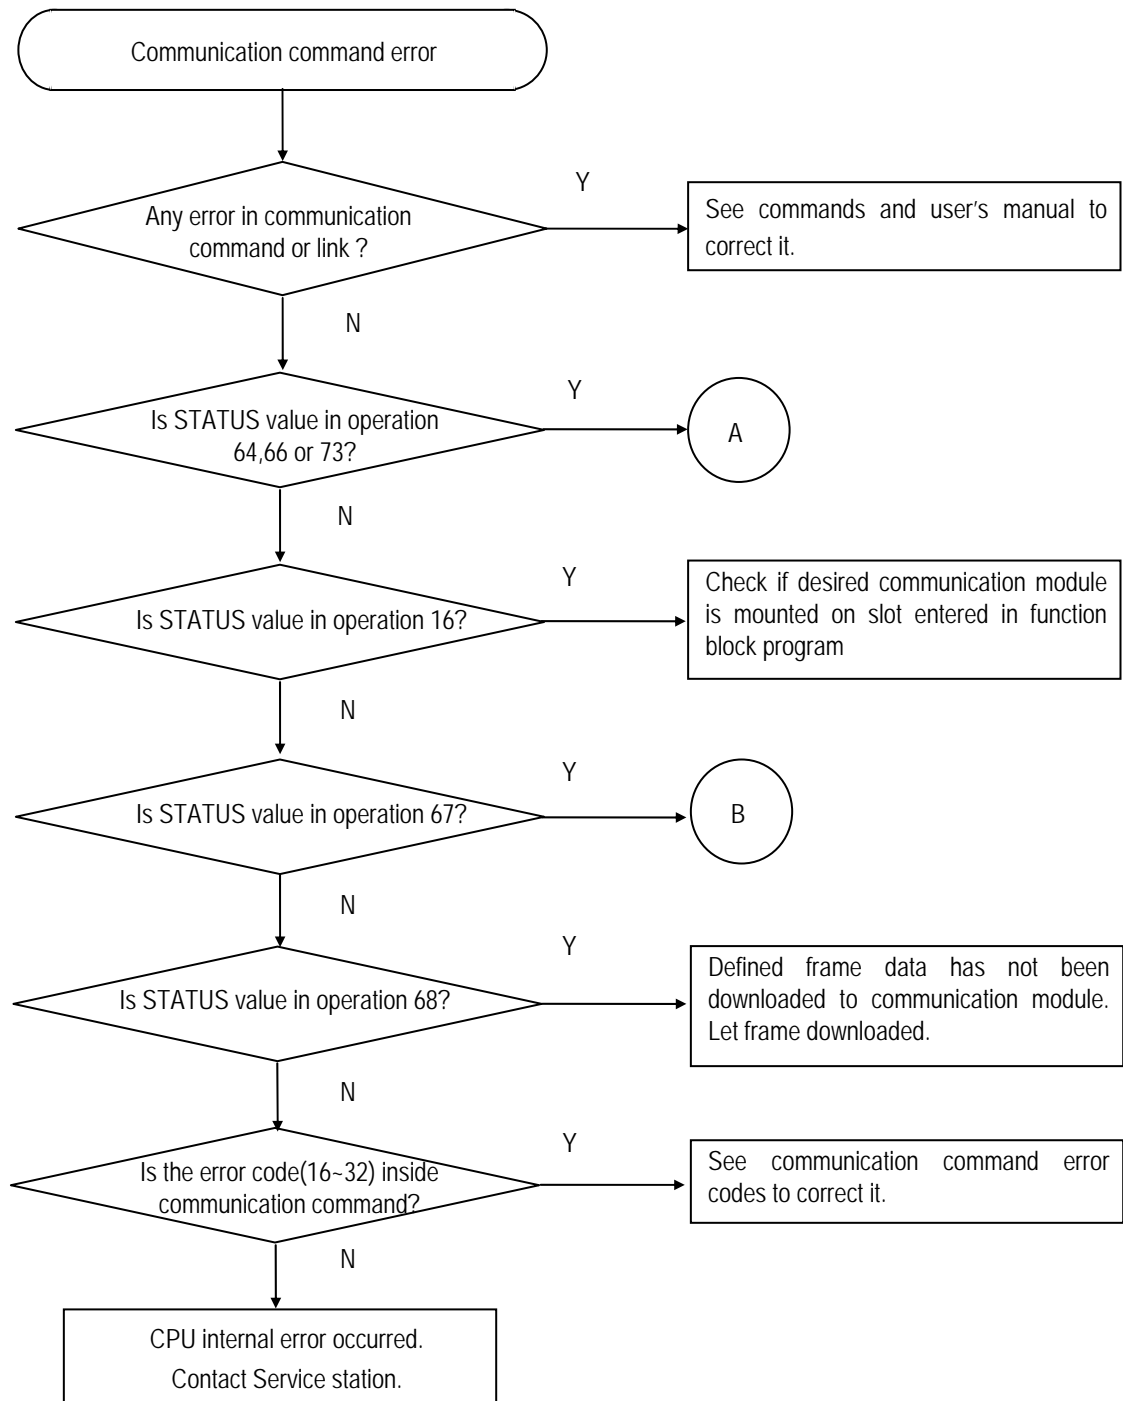 Communication command error
Y
Any error in communication
command or link ?
See commands and user's manual to
correct it.
N
Y
Is STATUS value in operation
64,66 or 73?
A
N
Y
Is STATUS value in operation 16?
Check if desired communication module
is mounted on slot entered in function
block program
N
Y
Is STATUS value in operation 67?
B
N
Y
Is STATUS value in operation 68?
Defined frame data has not been
downloaded to communication module.
Let frame downloaded.
N
Y
Is the error code(16~32) inside
communication command?
See communication command error
codes to correct it.
N
CPU internal error occurred.
Contact Service station.